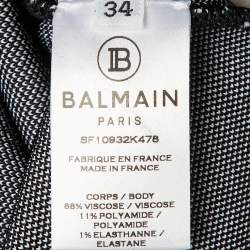 34
B
BALMAIN
PARIS
SF10932K478
FABRIQUE EN FRANCE
MADE IN FRANCE
CORPS / BODY
88% VISCOSE / VISCOSE
11% POLYAMIDE /
POLYAMIDE
1% ELASTHANNE /
ELASTANE